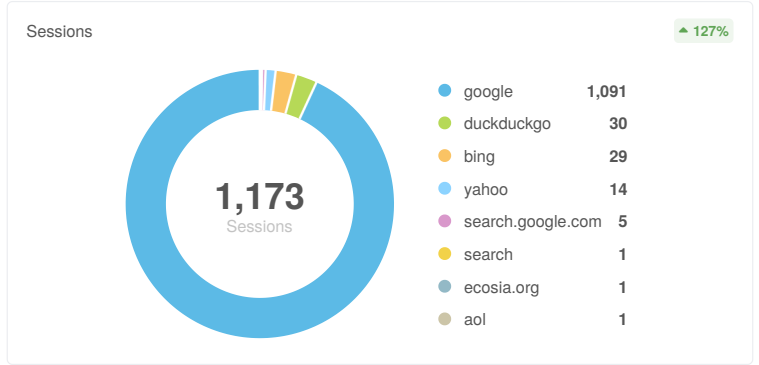 Sessions
127%
1,173
Sessions
google 1,091
duckduckgo 30
bing 29
yahoo 14
search.google.com 5
search 1
ecosia.org 1
aol 1